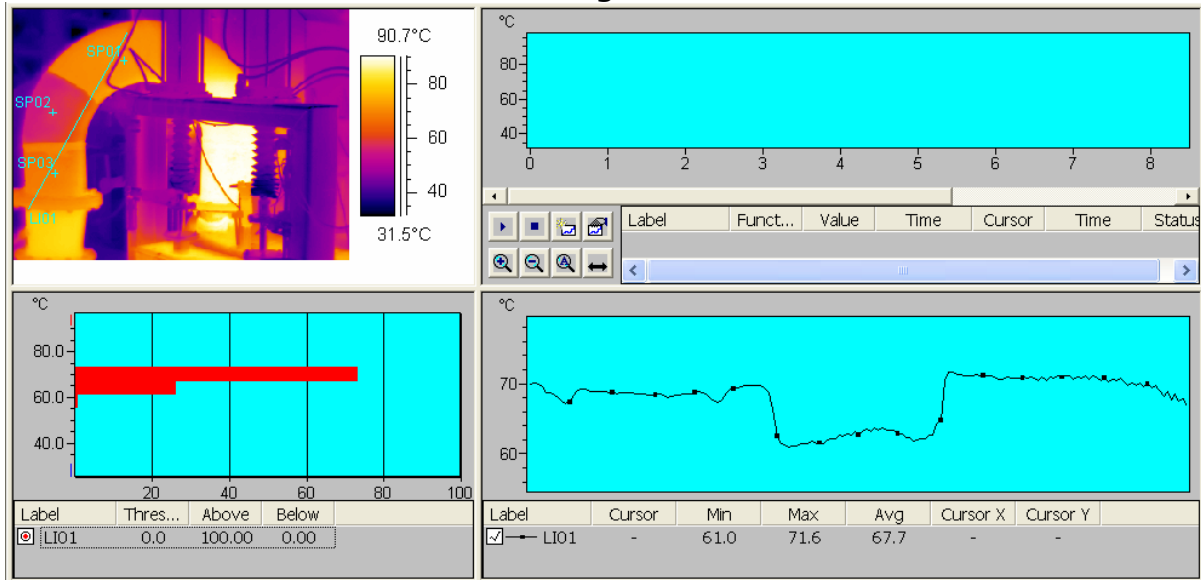 90.7°C
80
60
40
31.5°C
SP01
SP02
SP03
LI01
°C
80
60
40
0 1 2 3 4 5 6 7 8
Label Funct... Value Time Cursor Time Status
°C
80.0
60.0
40.0
20 40 60 80 100
Label Thres... Above Below
LI01 0.0 100.00 0.00
°C
70
60
Label Cursor Min Max Avg Cursor X Cursor Y
LI01 - 61.0 71.6 67.7 - -